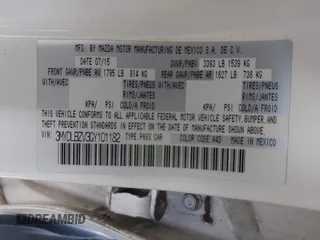 MFD. BY MAZDA MOTOR MANUFACTURING DE MEXICO S.A. DE C.V.
DATE 07/15 GVWR/PNBV 3393 LB 1539 KG
FRONT GAWR/PNBE AV 1795 LB 814 KG REAR GAWR/PNBE AR 1627 LB 738 KG
WITH/AVEC TIRES/PNEUS WITH/AVEC TIRES/PNEUS
RIMS/JANTES RIMS/JANTES
KPA/ PSI COLD/A FROID KPA/ PSI COLD/A FROID
THIS VEHICLE CONFORMS TO ALL APPLICABLE FEDERAL MOTOR VEHICLE SAFETY, BUMPER, AND THEFT PREVENTION STANDARDS IN EFFECT ON THE DATE OF MANUFACTURE SHOWN ABOVE.
VIN: 3MYDLBZV3GY101182 TYPE PASS CAR COLOR CODE: MADE IN MEXICO
DREAMBID